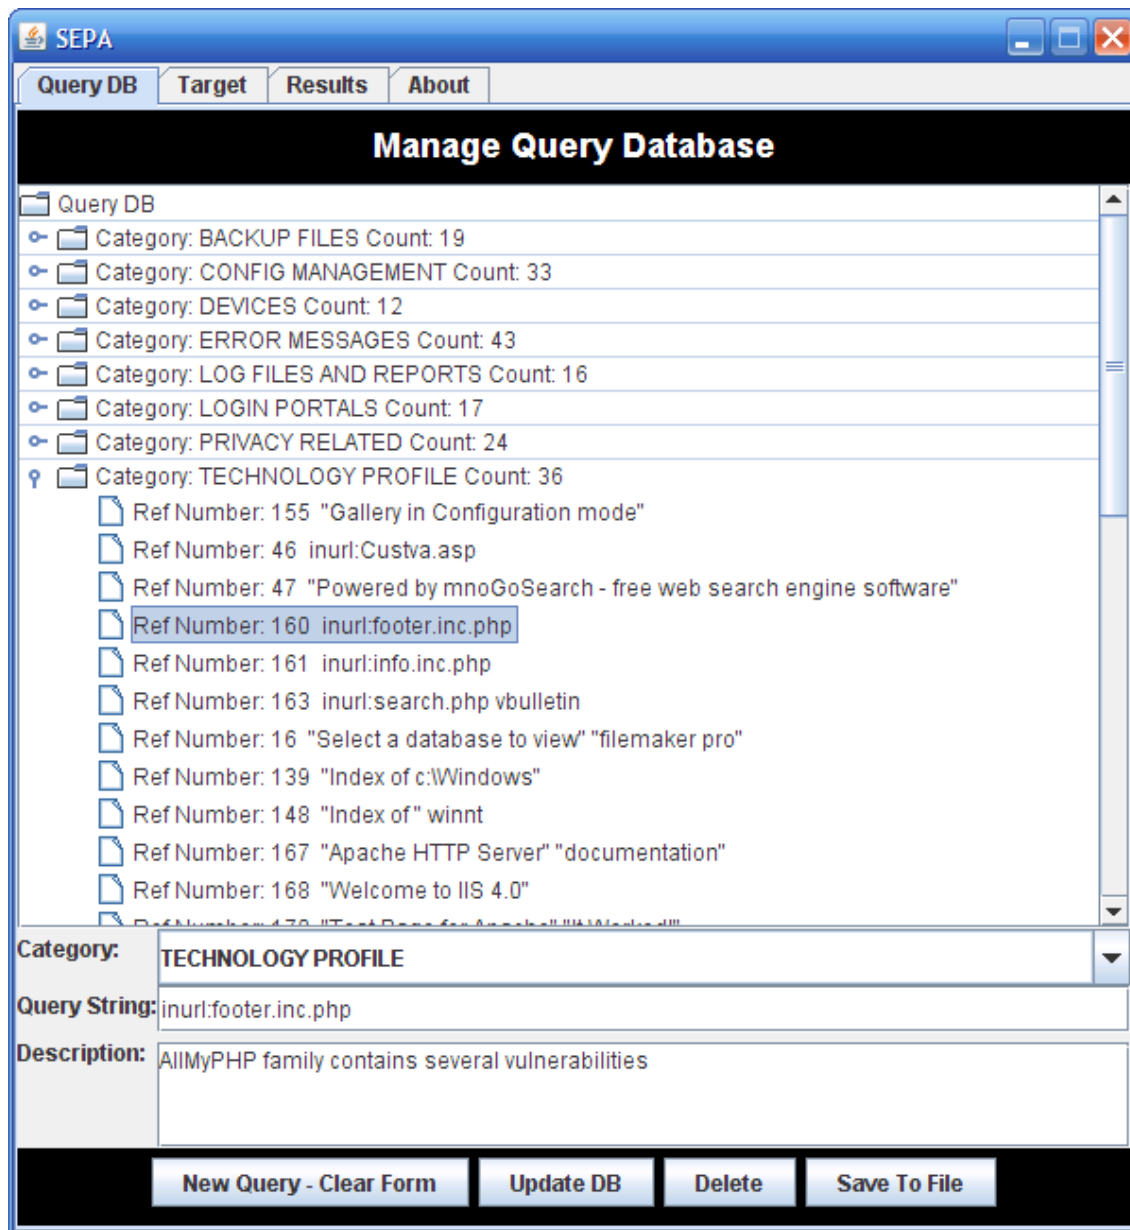 SEPA
Query DB Target Results About
Manage Query Database
Query DB
Category: BACKUP FILES Count: 19
Category: CONFIG MANAGEMENT Count: 33
Category: DEVICES Count: 12
Category: ERROR MESSAGES Count: 43
Category: LOG FILES AND REPORTS Count: 16
Category: LOGIN PORTALS Count: 17
Category: PRIVACY RELATED Count: 24
Category: TECHNOLOGY PROFILE Count: 36
Ref Number: 155 "Gallery in Configuration mode"
Ref Number: 46 inurl:Custva.asp
Ref Number: 47 "Powered by mnoGoSearch - free web search engine software"
Ref Number: 160 inurl:footer.inc.php
Ref Number: 161 inurl:info.inc.php
Ref Number: 163 inurl:search.php vbulletin
Ref Number: 16 "Select a database to view" "filemaker pro"
Ref Number: 139 "Index of c:\Windows"
Ref Number: 148 "Index of" winnt
Ref Number: 167 "Apache HTTP Server" "documentation"
Ref Number: 168 "Welcome to IIS 4.0"
Category: TECHNOLOGY PROFILE
Query String: inurl:footer.inc.php
Description: AllMyPHP family contains several vulnerabilities
New Query - Clear Form Update DB Delete Save To File